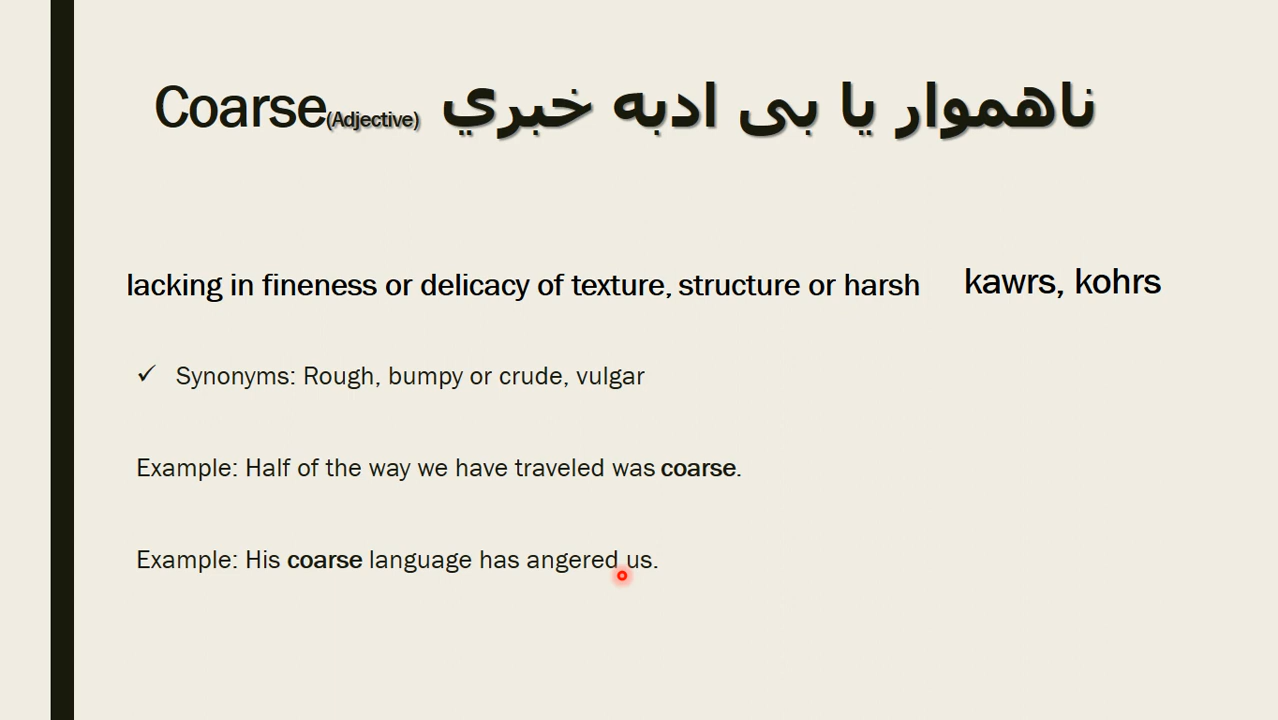 Coarse(Adjective) ناهموار یا بی ادبه خبرې
lacking in fineness or delicacy of texture, structure or harsh kawrs, kohrs
✓ Synonyms: Rough, bumpy or crude, vulgar
Example: Half of the way we have traveled was coarse.
Example: His coarse language has angered us.